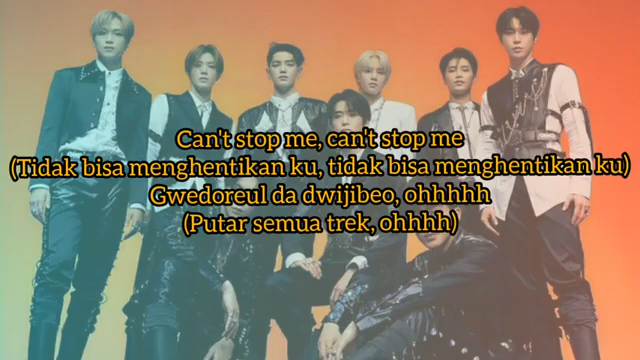 Can't stop me, can't stop me
(Tidak bisa menghentikan ku, tidak bisa menghentikan ku)
Gwedoreul da dwijibeo, ohhhhh
(Putar semua trek, ohhhh)